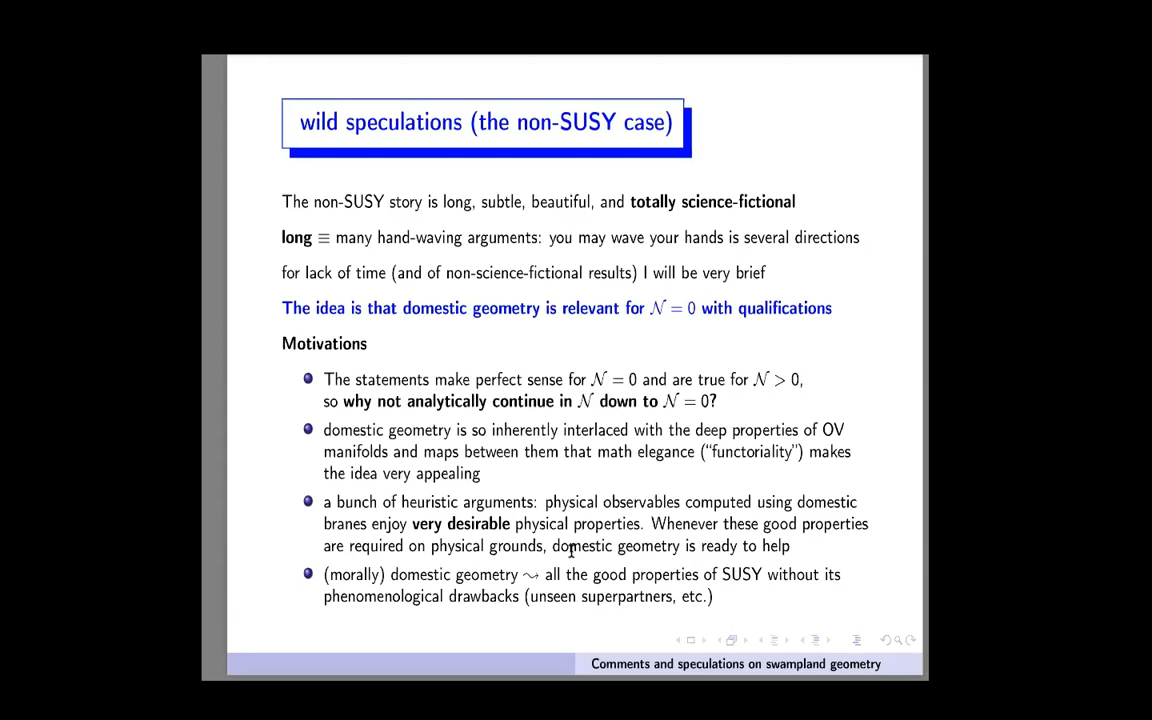 wild speculations (the non-SUSY case)
The non-SUSY story is long, subtle, beautiful, and totally science-fictional
long ≡ many hand-waving arguments: you may wave your hands is several directions
for lack of time (and of non-science-fictional results) I will be very brief
The idea is that domestic geometry is relevant for 𝒩 = 0 with qualifications
Motivations
The statements make perfect sense for 𝒩 = 0 and are true for 𝒩 > 0,
so why not analytically continue in 𝒩 down to 𝒩 = 0?
domestic geometry is so inherently interlaced with the deep properties of OV
manifolds and maps between them that math elegance (“functoriality”) makes
the idea very appealing
a bunch of heuristic arguments: physical observables computed using domestic
branes enjoy very desirable physical properties. Whenever these good properties
are required on physical grounds, domestic geometry is ready to help
(morally) domestic geometry ⤳ all the good properties of SUSY without its
phenomenological drawbacks (unseen superpartners, etc.)
Comments and speculations on swampland geometry